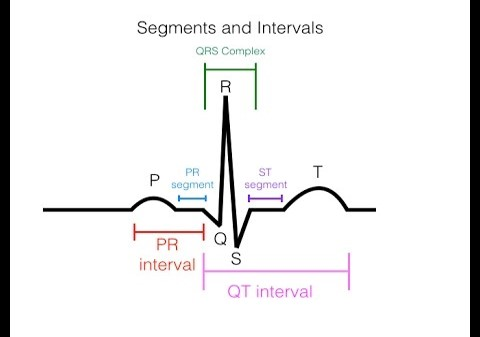 Segments and Intervals
QRS Complex
R
P
PR
segment
ST
segment
T
Q
S
PR
interval
QT interval